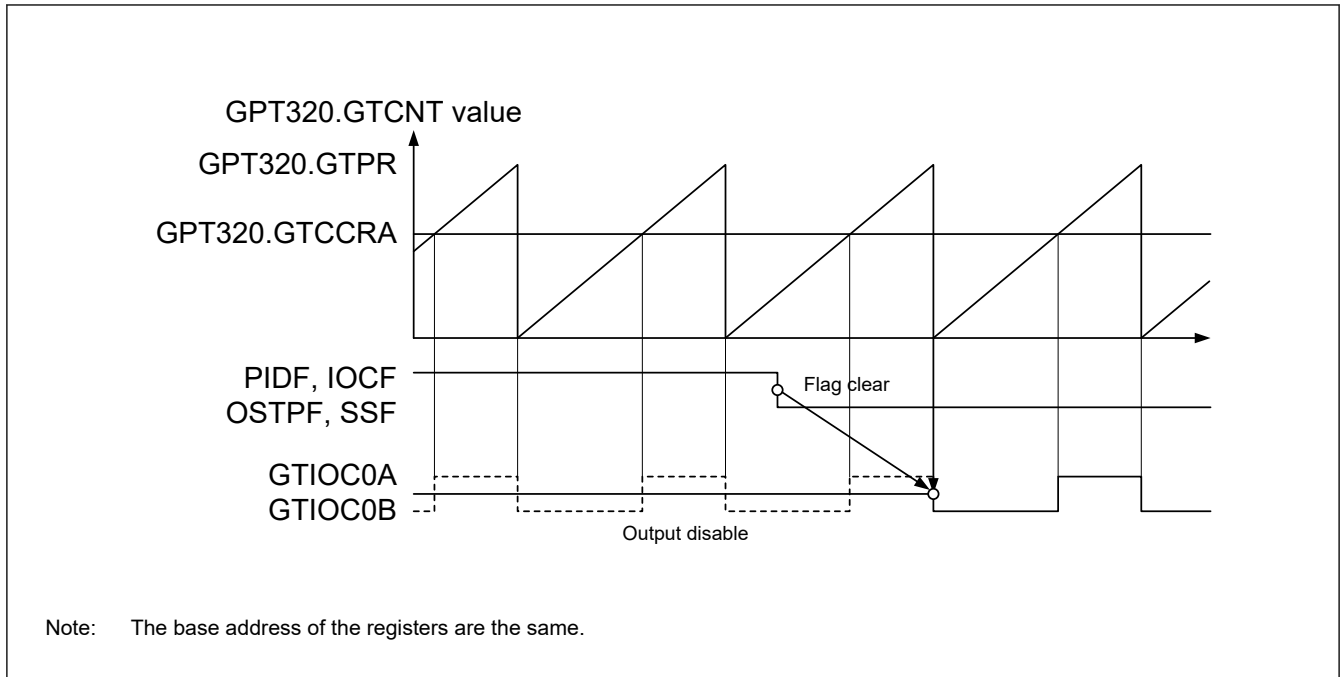 GPT320.GTCNT value
GPT320.GTPR
GPT320.GTCCRA
PIDF, IOCF
Flag clear
OSTPF, SSF
GTIOC0A
GTIOC0B
Output disable
Note: The base address of the registers are the same.